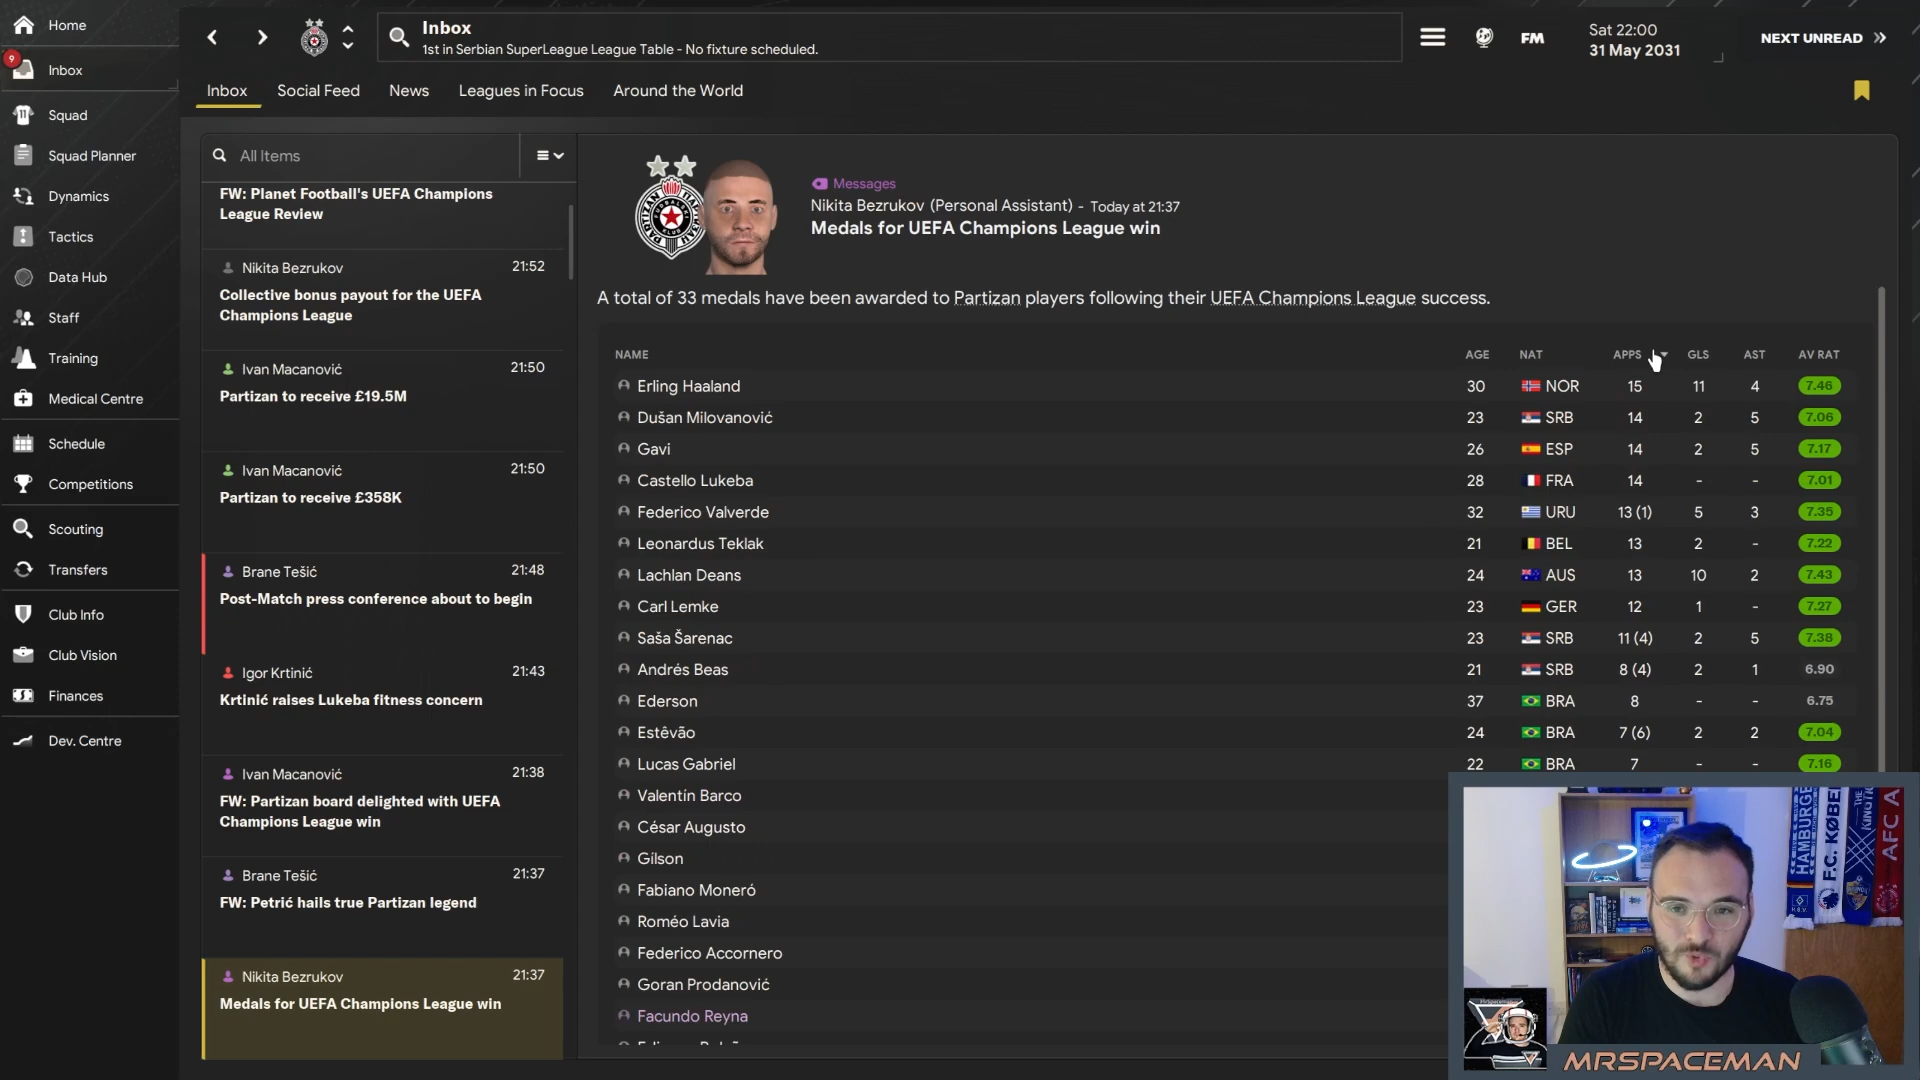 Home
9
Inbox
Squad
Squad Planner
Dynamics
Tactics
Data Hub
Staff
Training
Medical Centre
Schedule
Competitions
Scouting
Transfers
Club Info
Club Vision
Finances
Dev. Centre
Inbox
1st in Serbian SuperLeague League Table - No fixture scheduled.
FM
Sat 22:00
31 May 2031
NEXT UNREAD
Inbox Social Feed News Leagues in Focus Around the World
All Items
FW: Planet Football's UEFA Champions
League Review
Nikita Bezrukov 21:52
Collective bonus payout for the UEFA
Champions League
Ivan Macanović 21:50
Partizan to receive £19.5M
Ivan Macanović 21:50
Partizan to receive £358K
Brane Tešić 21:48
Post-Match press conference about to begin
Igor Krtinić 21:43
Krtinić raises Lukeba fitness concern
Ivan Macanović 21:38
FW: Partizan board delighted with UEFA
Champions League win
Brane Tešić 21:37
FW: Petrić hails true Partizan legend
Nikita Bezrukov 21:37
Medals for UEFA Champions League win
Messages
Nikita Bezrukov (Personal Assistant) - Today at 21:37
Medals for UEFA Champions League win
A total of 33 medals have been awarded to Partizan players following their UEFA Champions League success.
NAME AGE NAT APPS GLS AST AV RAT
Erling Haaland 30 NOR 15 11 4 7.46
Dušan Milovanović 23 SRB 14 2 5 7.06
Gavi 26 ESP 14 2 5 7.17
Castello Lukeba 28 FRA 14 - - 7.01
Federico Valverde 32 URU 13 (1) 5 3 7.35
Leonardus Teklak 21 BEL 13 2 - 7.22
Lachlan Deans 24 AUS 13 10 2 7.43
Carl Lemke 23 GER 12 1 - 7.27
Saša Šarenac 23 SRB 11 (4) 2 5 7.38
Andrés Beas 21 SRB 8 (4) 2 1 6.90
Ederson 37 BRA 8 - - 6.75
Estêvão 24 BRA 7 (6) 2 2 7.04
Lucas Gabriel 22 BRA 7 - - 7.16
Valentín Barco
César Augusto
Gílson
Fabiano Moneró
Roméo Lavia
Federico Accornero
Goran Prodanović
Facundo Reyna
HAMBURGE
F.C. KØBE
AFC A
MRSPACEMAN